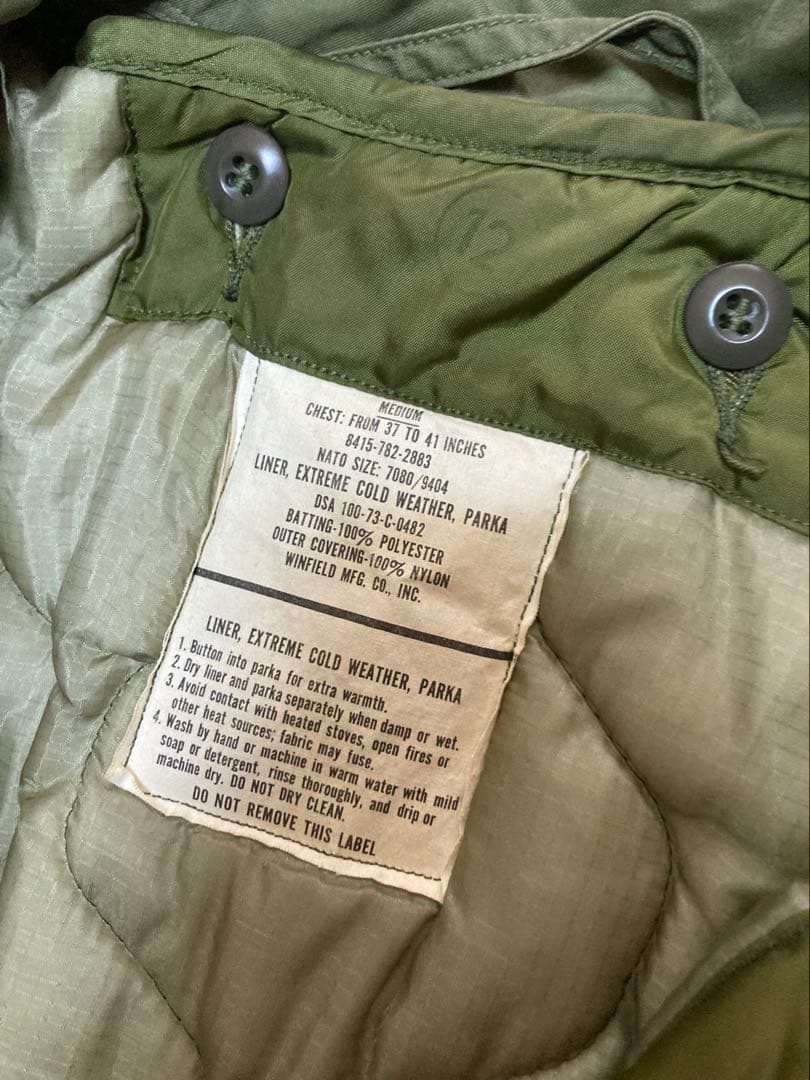 12
MEDIUM
CHEST: FROM 37 TO 41 INCHES
8415-782-2883
NATO SIZE: 7080/9404
LINER, EXTREME COLD WEATHER, PARKA
DSA 100-73-C-0482
BATTING-100% POLYESTER
OUTER COVERING-100% NYLON
WINFIELD MFG. CO., INC.
LINER, EXTREME COLD WEATHER, PARKA
1. Button into parka for extra warmth.
2. Dry liner and parka separately when damp or wet.
3. Avoid contact with heated stoves, open fires or
other heat sources; fabric may fuse.
4. Wash by hand or machine in warm water with mild
soap or detergent, rinse thoroughly, and drip or
machine dry. DO NOT DRY CLEAN.
DO NOT REMOVE THIS LABEL